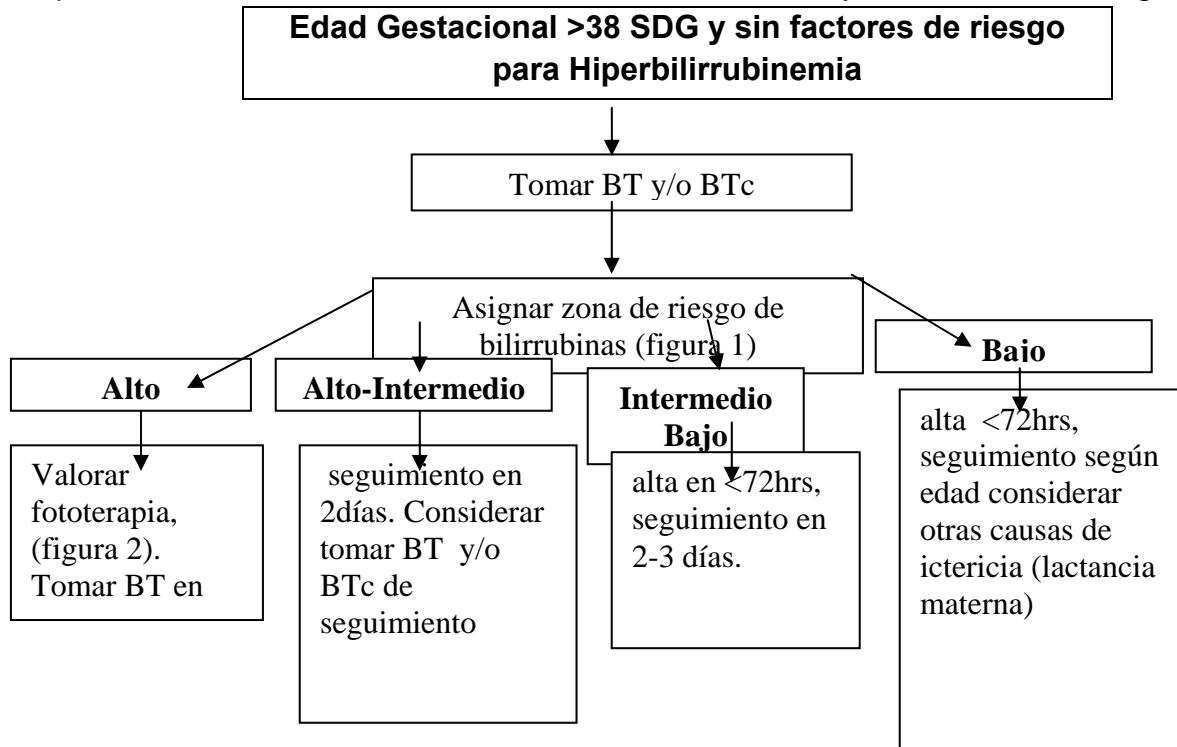 Edad Gestacional >38 SDG y sin factores de riesgo
para Hiperbilirrubinemia
Tomar BT y/o BTc
Asignar zona de riesgo de
bilirrubinas (figura 1)
Alto
Valorar
fototerapia,
(figura 2).
Tomar BT en
Alto-Intermedio
seguimiento en
2días. Considerar
tomar BT y/o
BTc de
seguimiento
Intermedio
Bajo
alta en <72hrs,
seguimiento en
2-3 días.
Bajo
alta <72hrs,
seguimiento según
edad considerar
otras causas de
ictericia (lactancia
materna)